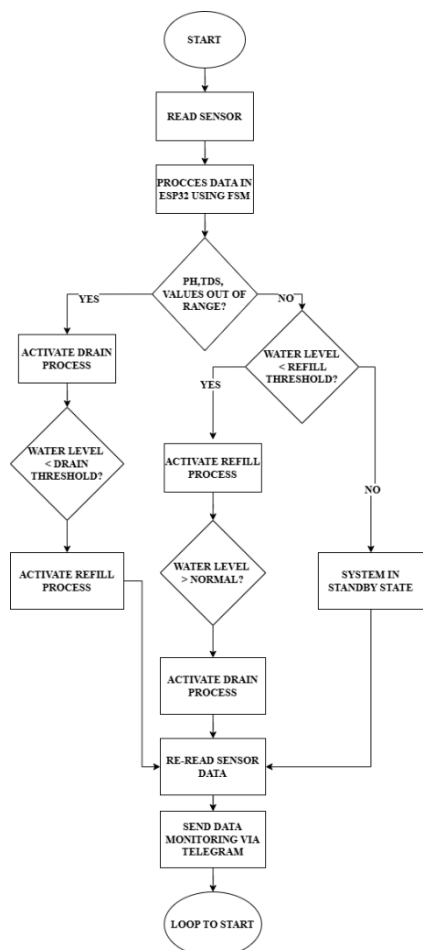 START
READ SENSOR
PROCCES DATA IN
ESP32 USING FSM
PH,TDS,
VALUES OUT OF
RANGE?
YES
NO
ACTIVATE DRAIN
PROCESS
WATER LEVEL
< REFILL
THRESHOLD?
YES
WATER LEVEL
< DRAIN
THRESHOLD?
ACTIVATE REFILL
PROCESS
NO
ACTIVATE REFILL
PROCESS
WATER LEVEL
> NORMAL?
SYSTEM IN
STANDBY STATE
ACTIVATE DRAIN
PROCESS
RE-READ SENSOR
DATA
SEND DATA
MONITORING VIA
TELEGRAM
LOOP TO START